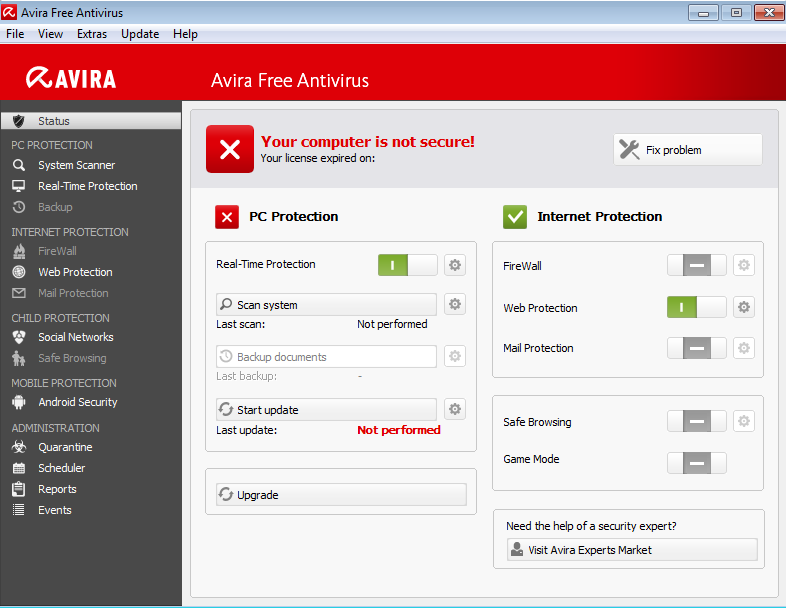 Avira Free Antivirus
File View Extras Update Help
AVIRA
Avira Free Antivirus
Status
PC PROTECTION
System Scanner
Real-Time Protection
Backup
INTERNET PROTECTION
FireWall
Web Protection
Mail Protection
CHILD PROTECTION
Social Networks
Safe Browsing
MOBILE PROTECTION
Android Security
ADMINISTRATION
Quarantine
Scheduler
Reports
Events
Your computer is not secure!
Your license expired on:
Fix problem
PC Protection
Real-Time Protection
Scan system
Last scan: Not performed
Backup documents
Last backup: -
Start update
Last update: Not performed
Upgrade
Internet Protection
FireWall
Web Protection
Mail Protection
Safe Browsing
Game Mode
Need the help of a security expert?
Visit Avira Experts Market